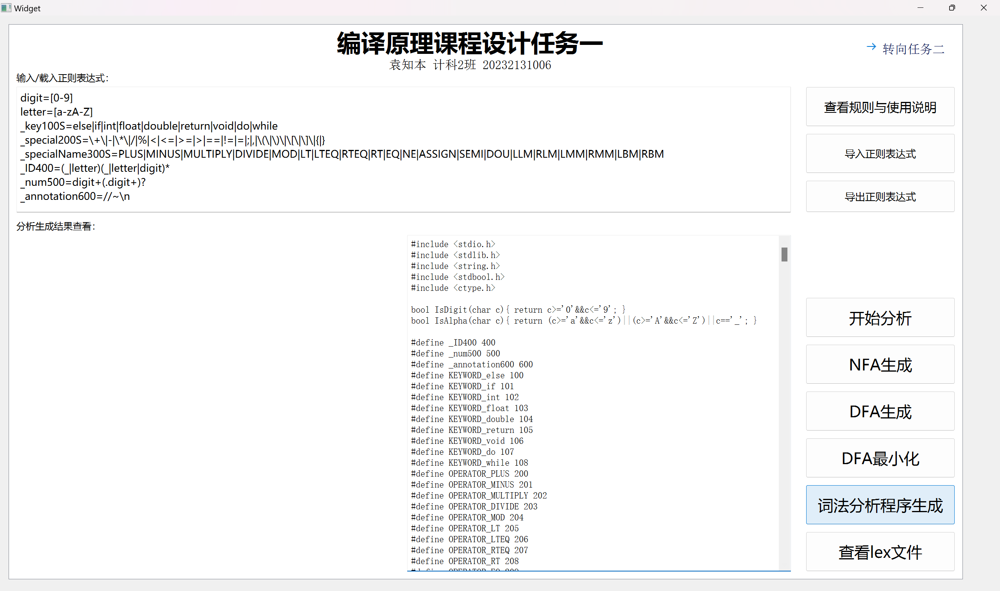 Widget
编译原理课程设计任务一
→ 转向任务二
袁知本 计科2班 20232131006
输入/载入正则表达式：
digit=[0-9]
letter=[a-zA-Z]
_key100S=else|if|int|float|double|return|void|do|while
_special200S=\+\|-|\*\|/|%|<|<=|>=|>|==|!=|=|;|,|\(\|\)\|\[\|\]\|{|}
_specialName300S=PLUS|MINUS|MULTIPLY|DIVIDE|MOD|LT|LTEQ|RTEQ|RT|EQ|NE|ASSIGN|SEMI|DOU|LLM|RLM|LMM|RMM|LBM|RBM
_ID400=(_|letter)(_|letter|digit)*
_num500=digit+(.digit+)?
_annotation600=//~\n
查看规则与使用说明
导入正则表达式
导出正则表达式
分析生成结果查看：
#include <stdio.h>
#include <stdlib.h>
#include <string.h>
#include <stdbool.h>
#include <ctype.h>
bool IsDigit(char c){ return c>='0'&&c<='9'; }
bool IsAlpha(char c){ return (c>='a'&&c<='z')||(c>='A'&&c<='Z')||c=='_'; }
#define _ID400 400
#define _num500 500
#define _annotation600 600
#define KEYWORD_else 100
#define KEYWORD_if 101
#define KEYWORD_int 102
#define KEYWORD_float 103
#define KEYWORD_double 104
#define KEYWORD_return 105
#define KEYWORD_void 106
#define KEYWORD_do 107
#define KEYWORD_while 108
#define OPERATOR_PLUS 200
#define OPERATOR_MINUS 201
#define OPERATOR_MULTIPLY 202
#define OPERATOR_DIVIDE 203
#define OPERATOR_MOD 204
#define OPERATOR_LT 205
#define OPERATOR_LTEQ 206
#define OPERATOR_RTEQ 207
#define OPERATOR_RT 208
开始分析
NFA生成
DFA生成
DFA最小化
词法分析程序生成
查看lex文件